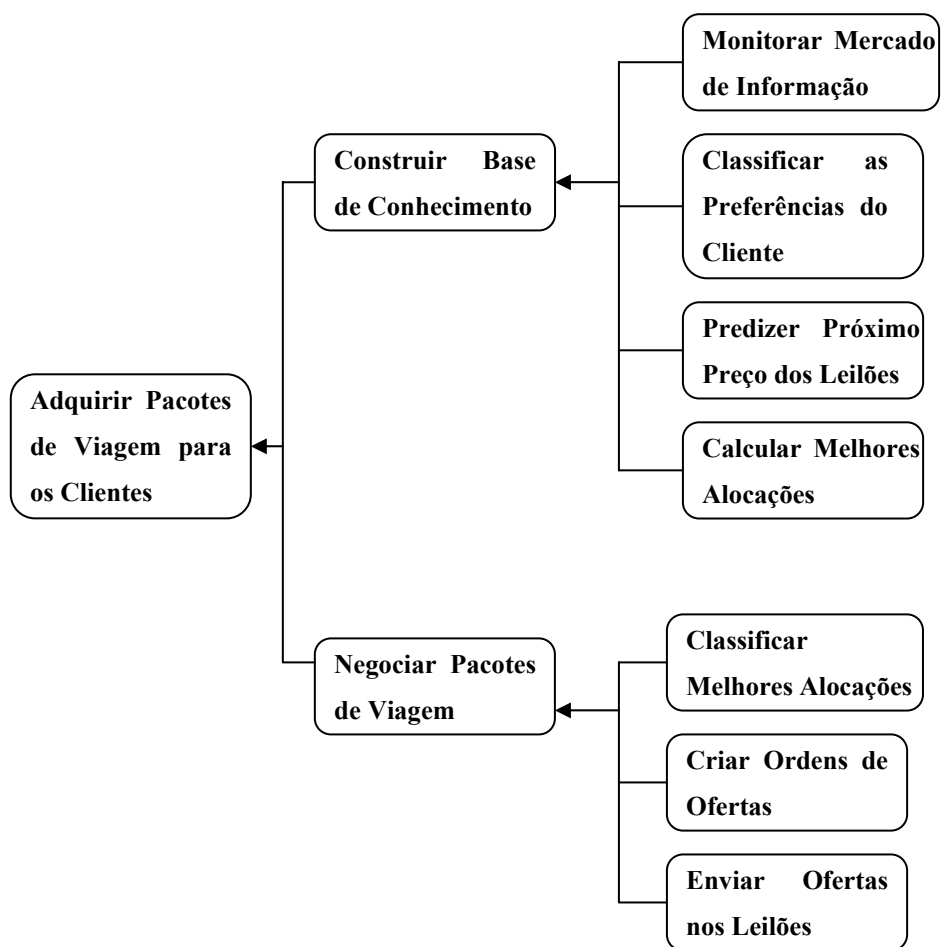 Monitorar Mercado
de Informação
Construir Base
de Conhecimento
Classificar as
Preferências do
Cliente
Predizer Próximo
Preço dos Leilões
Adquirir Pacotes
de Viagem para
os Clientes
Calcular Melhores
Alocações
Negociar Pacotes
de Viagem
Classificar
Melhores Alocações
Criar Ordens de
Ofertas
Enviar Ofertas
nos Leilões